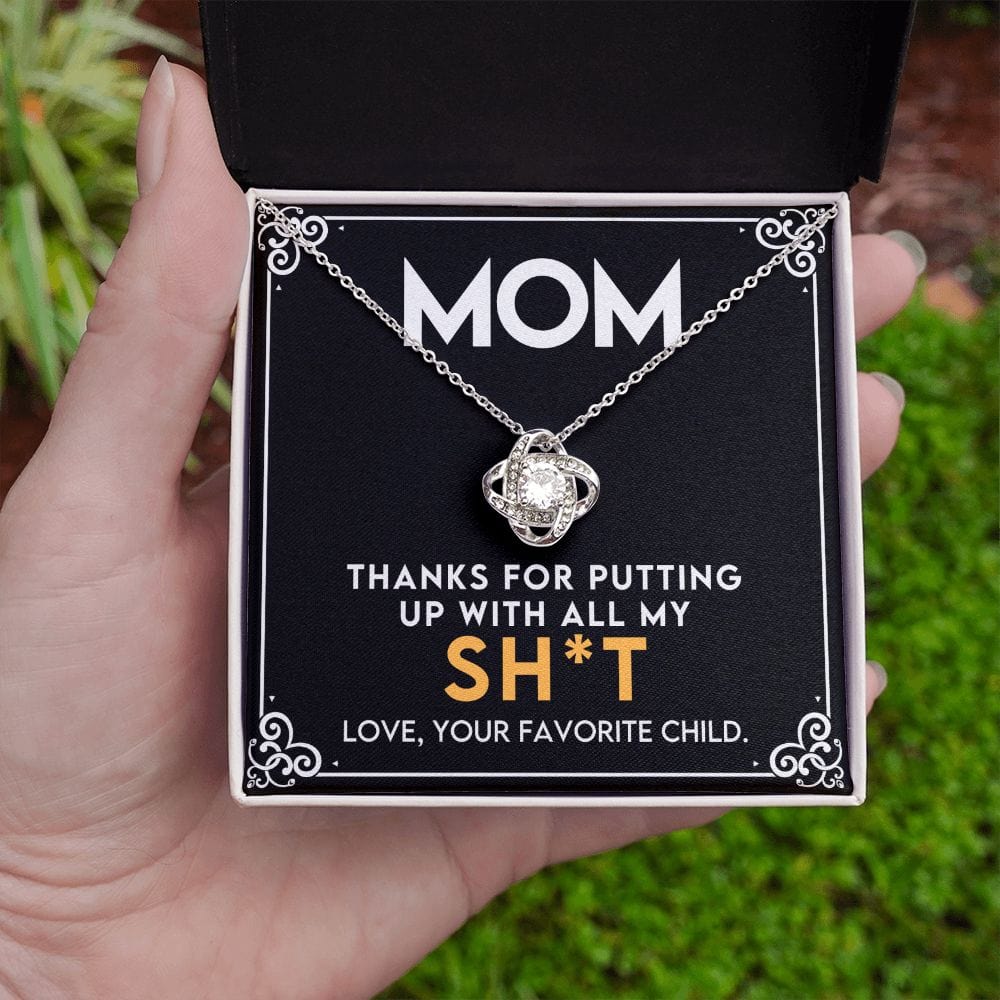 MOM
THANKS FOR PUTTING
UP WITH ALL MY
SH*T
LOVE, YOUR FAVORITE CHILD.